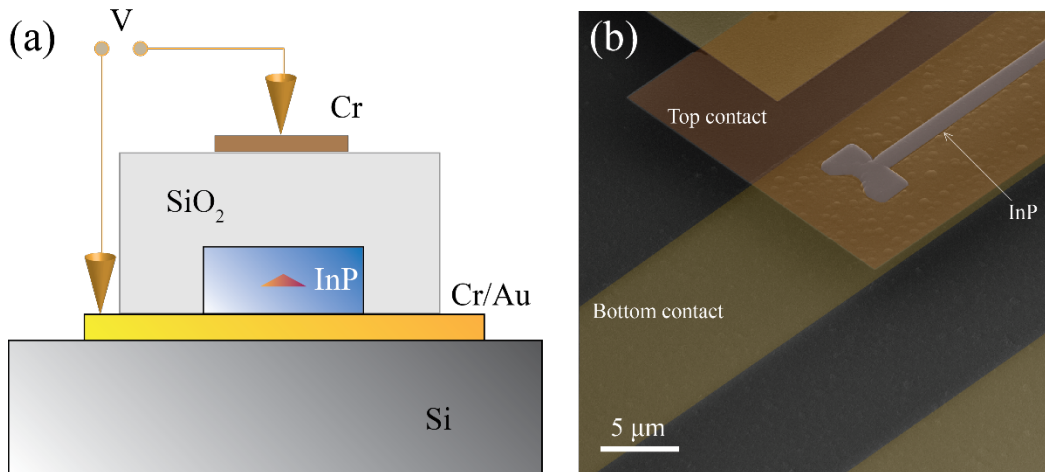 (a)
V
Cr
SiO₂
InP
Cr/Au
Si
(b)
Top contact
InP
Bottom contact
5 μm